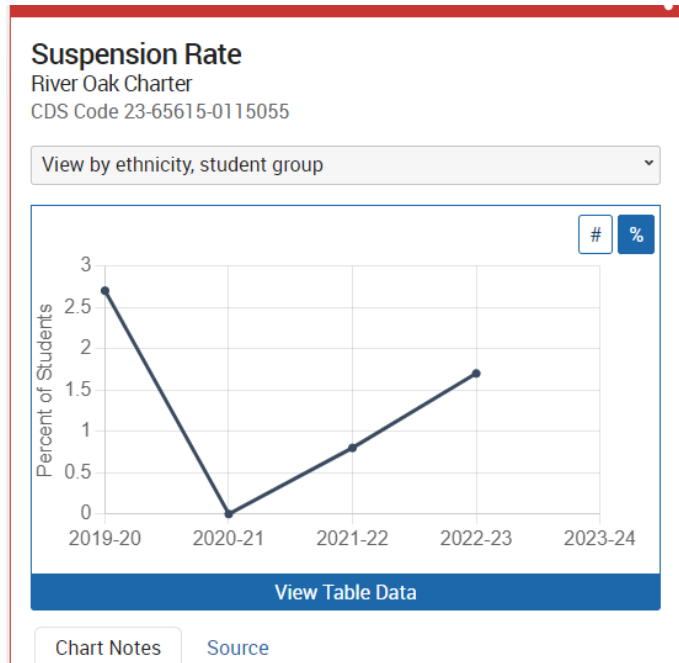 Suspension Rate
River Oak Charter
CDS Code 23-65615-0115055
View by ethnicity, student group
# %
3
2.5
2
1.5
1
0.5
0
Percent of Students
2019-20 2020-21 2021-22 2022-23 2023-24
View Table Data
Chart Notes Source